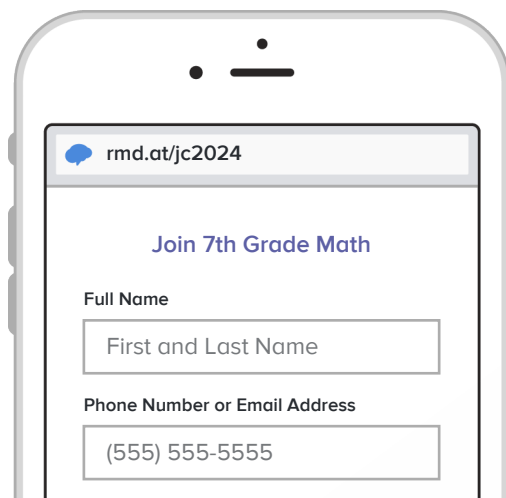 rmd.at/jc2024
Join 7th Grade Math
Full Name
First and Last Name
Phone Number or Email Address
(555) 555-5555